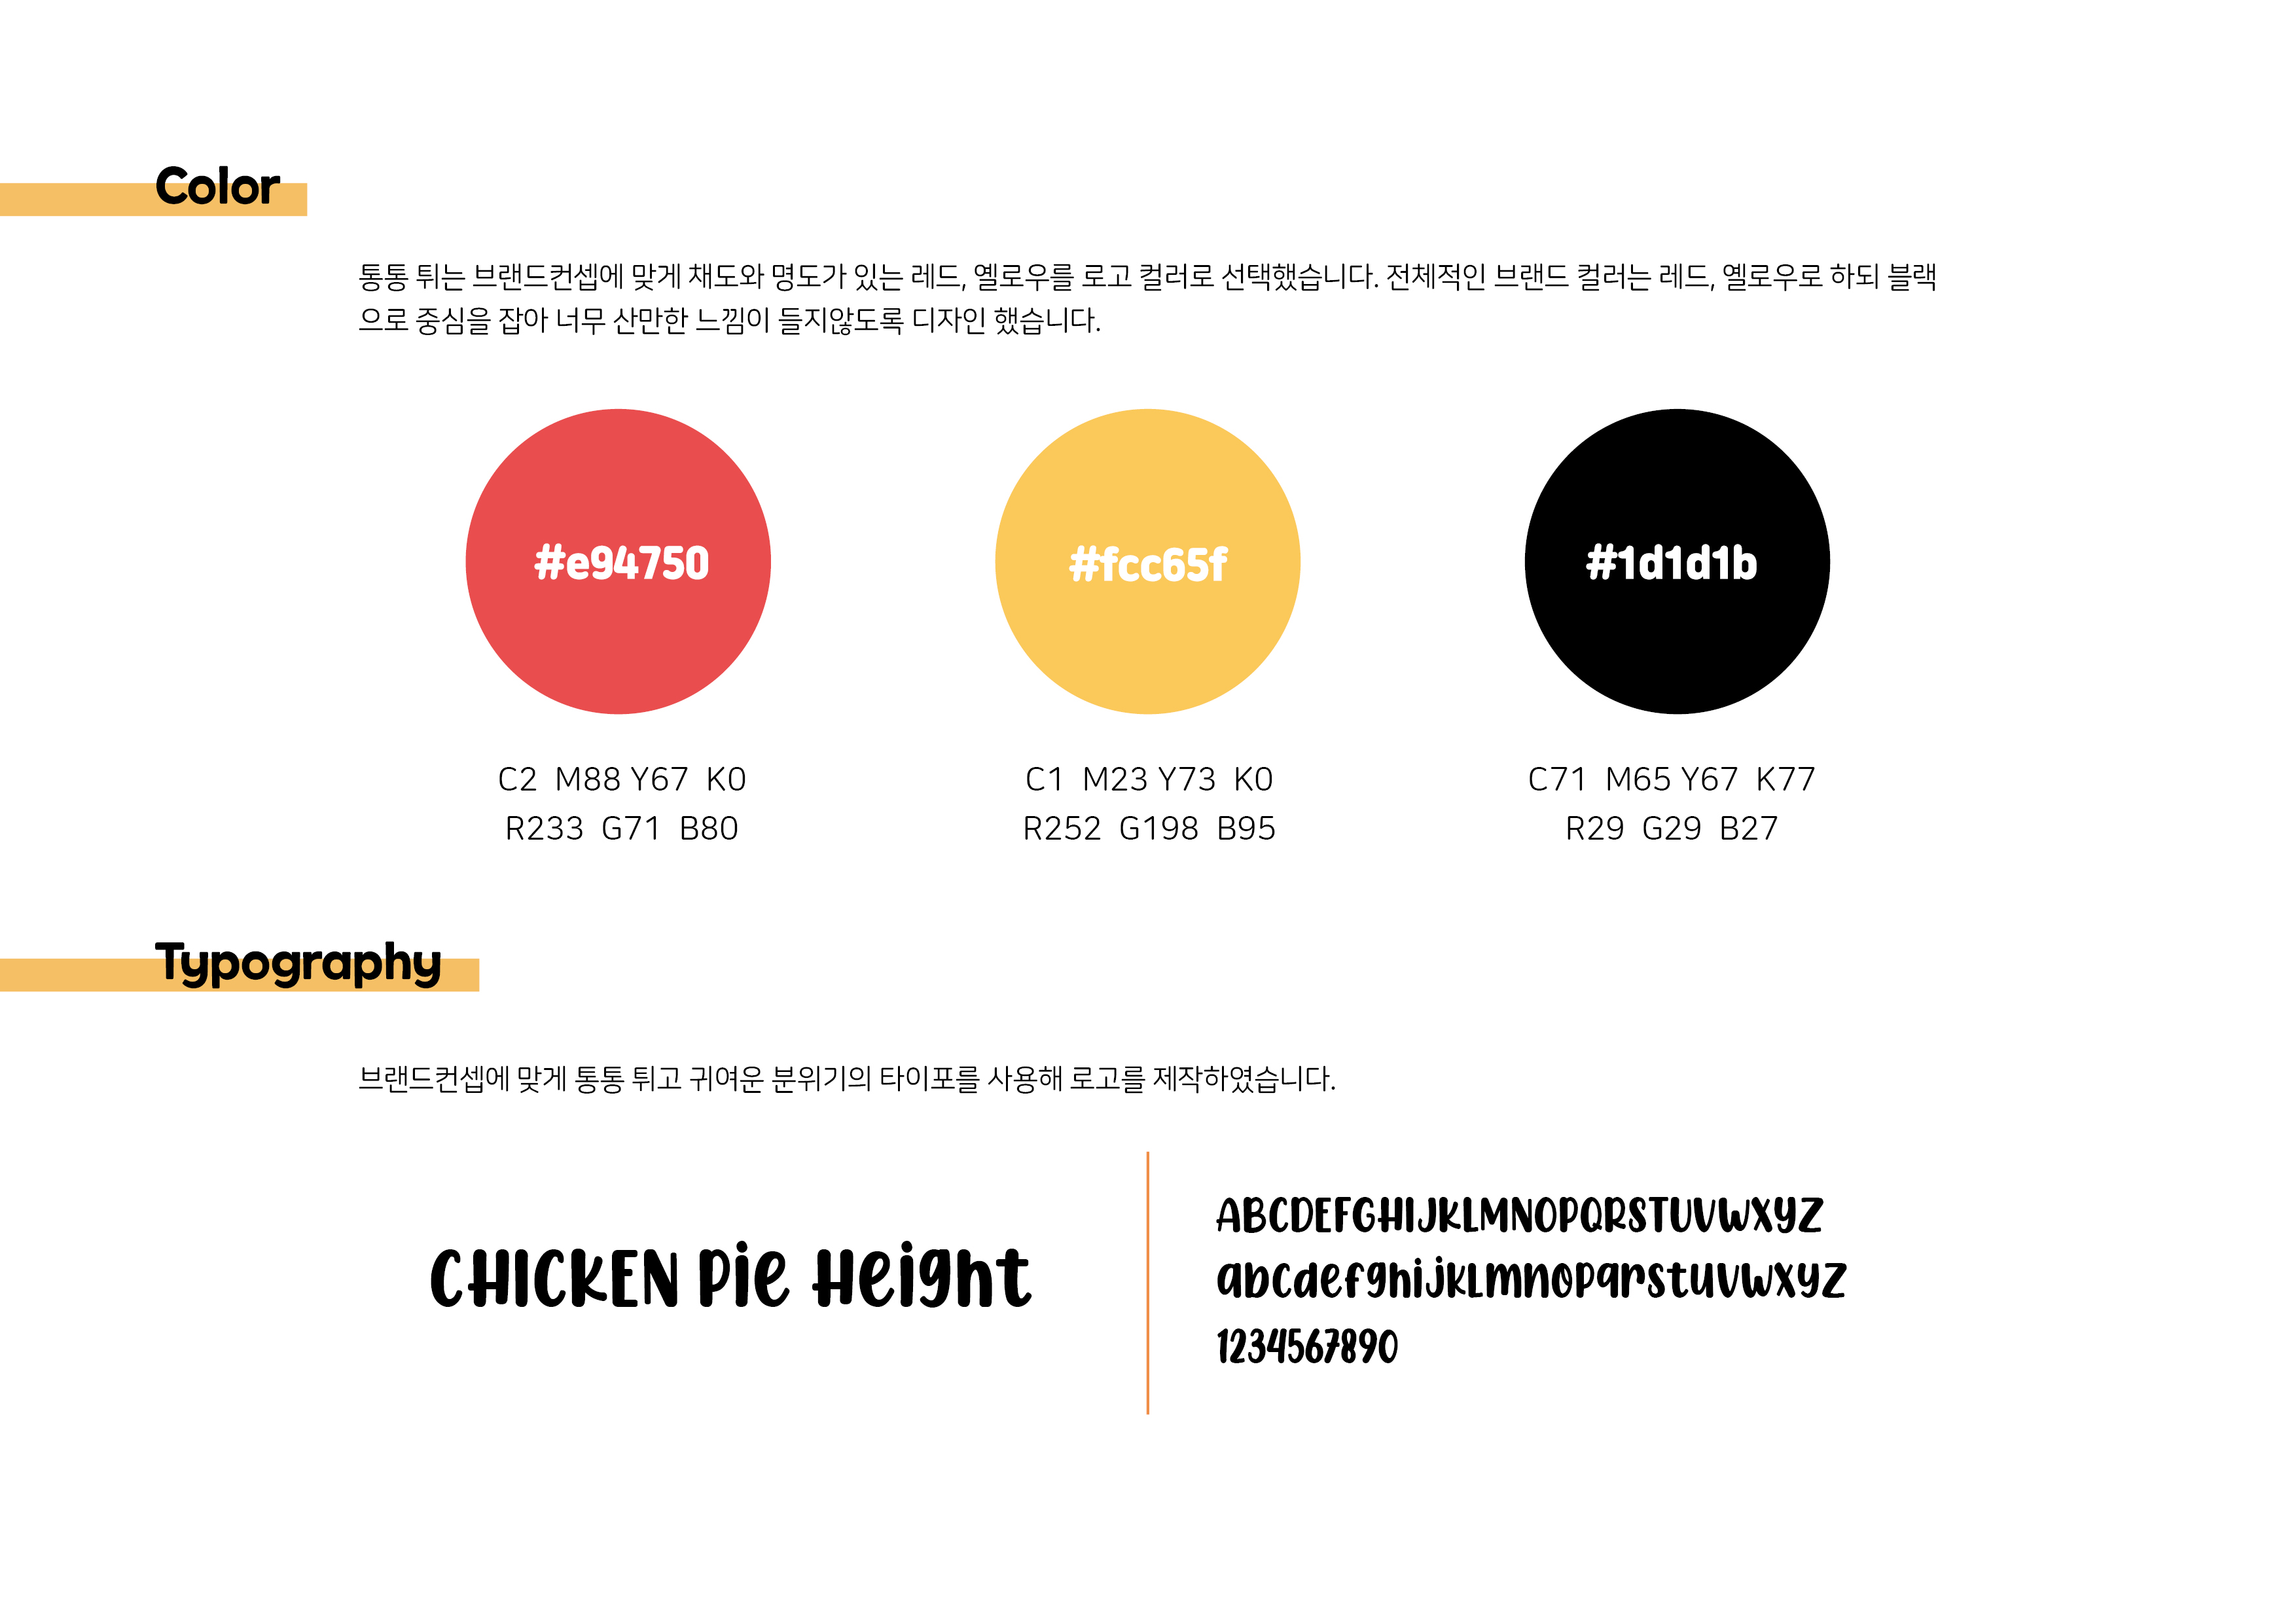 Color
통통 튀는 브랜드컨셉에 맞게 채도와 명도가 있는 레드, 옐로우를 로고 컬러로 선택했습니다. 전체적인 브랜드 컬러는 레드, 옐로우로 하되 블랙
으로 중심을 잡아 너무 산만한 느낌이 들지않도록 디자인 했습니다.
#e94750
#fcc65f
#1d1d1b
C2 M88 Y67 K0
R233 G71 B80
C1 M23 Y73 K0
R252 G198 B95
C71 M65 Y67 K77
R29 G29 B27
Typography
브랜드컨셉에 맞게 통통 튀고 귀여운 분위기의 타이포를 사용해 로고를 제작하였습니다.
CHICKEN Pie Height
ABCDEFGHIJKLMNOPQRSTUVWXYZ
abcdefghijklmnopqrstuvwxyz
1234567890